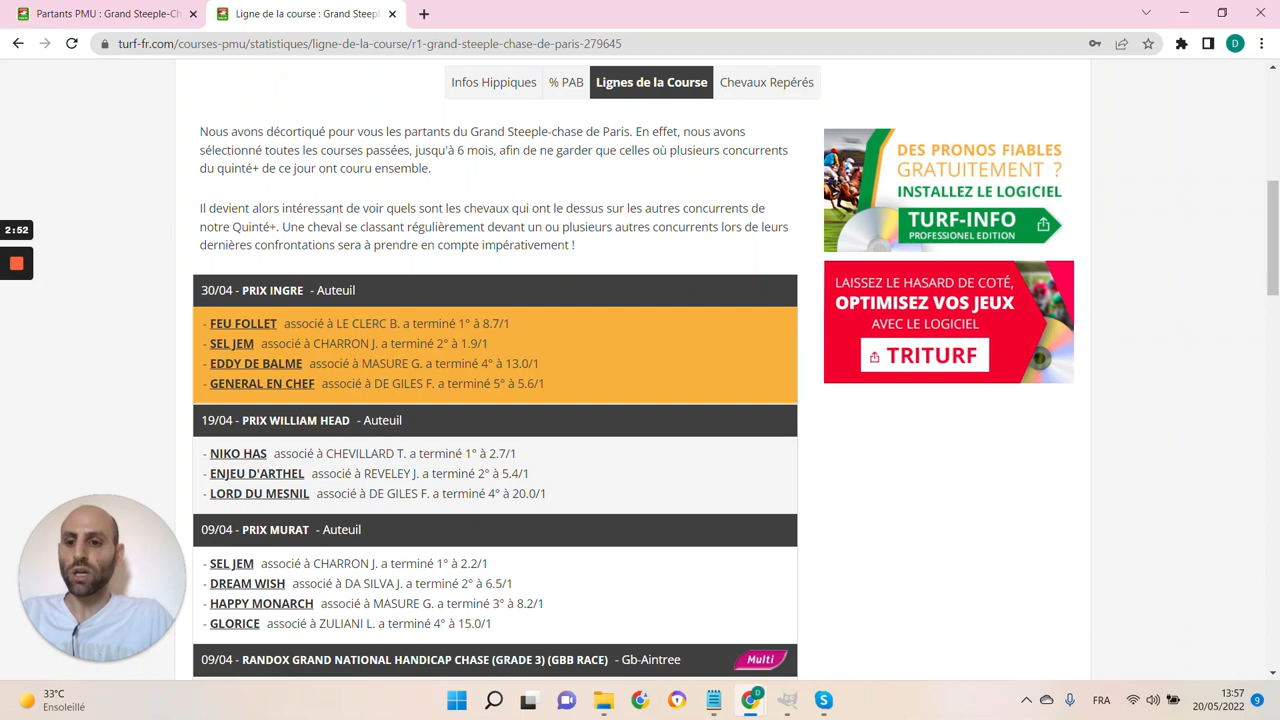 Partants PMU : Grand Steeple-Ch
Ligne de la course : Grand Steep
turf-fr.com/courses-pmu/statistiques/ligne-de-la-course/r1-grand-steeple-chase-de-paris-279645
D
Infos Hippiques
% PAB
Lignes de la Course
Chevaux Repérés
Nous avons décortiqué pour vous les partants du Grand Steeple-chase de Paris. En effet, nous avons
sélectionné toutes les courses passées, jusqu'à 6 mois, afin de ne garder que celles où plusieurs concurrents
du quinté+ de ce jour ont couru ensemble.
Il devient alors intéressant de voir quels sont les chevaux qui ont le dessus sur les autres concurrents de
notre Quinté+. Une cheval se classant régulièrement devant un ou plusieurs autres concurrents lors de leurs
dernières confrontations sera à prendre en compte impérativement !
DES PRONOS FIABLES
GRATUITEMENT ?
INSTALLEZ LE LOGICIEL
TURF-INFO
PROFESSIONEL EDITION
LAISSEZ LE HASARD DE COTÉ,
OPTIMISEZ VOS JEUX
AVEC LE LOGICIEL
TRITURF
2:52
30/04 - PRIX INGRE - Auteuil
- FEU FOLLET associé à LE CLERC B. a terminé 1° à 8.7/1
- SEL JEM associé à CHARRON J. a terminé 2° à 1.9/1
- EDDY DE BALME associé à MASURE G. a terminé 4° à 13.0/1
- GENERAL EN CHEF associé à DE GILES F. a terminé 5° à 5.6/1
19/04 - PRIX WILLIAM HEAD - Auteuil
- NIKO HAS associé à CHEVILLARD T. a terminé 1° à 2.7/1
- ENJEU D'ARTHEL associé à REVELEY J. a terminé 2° à 5.4/1
- LORD DU MESNIL associé à DE GILES F. a terminé 4° à 20.0/1
09/04 - PRIX MURAT - Auteuil
- SEL JEM associé à CHARRON J. a terminé 1° à 2.2/1
- DREAM WISH associé à DA SILVA J. a terminé 2° à 6.5/1
- HAPPY MONARCH associé à MASURE G. a terminé 3° à 8.2/1
- GLORICE associé à ZULIANI L. a terminé 4° à 15.0/1
09/04 - RANDOX GRAND NATIONAL HANDICAP CHASE (GRADE 3) (GBB RACE) - Gb-Aintree
Multi
33°C
Ensoleillé
D
FRA
13:57
20/05/2022
9